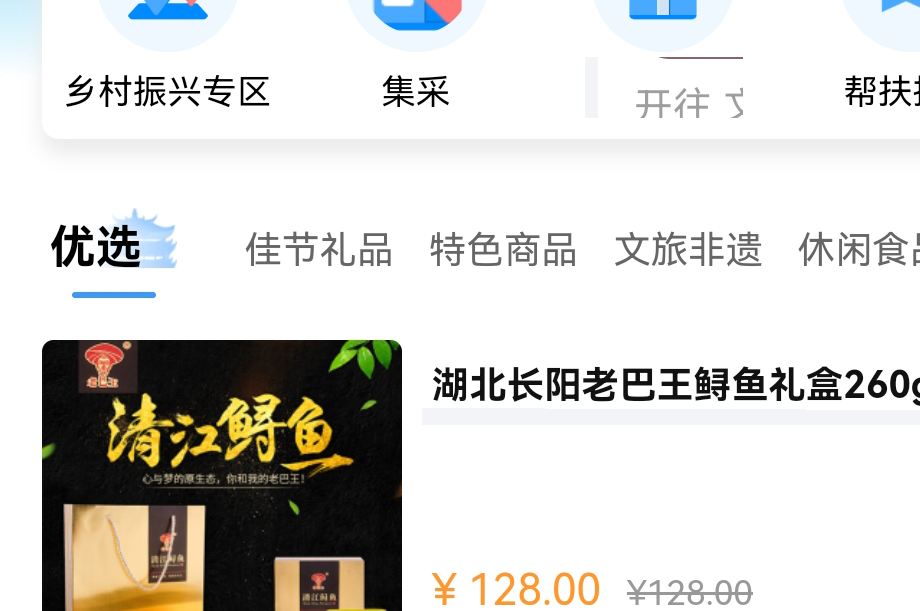 乡村振兴专区 集采 开往 帮扶
优选 佳节礼品 特色商品 文旅非遗 休闲食品
老巴王
清江鲟鱼
心与梦的原生态，你和我的老巴王！
湖北长阳老巴王鲟鱼礼盒260g
清江鲟鱼
清江鲟鱼
¥ 128.00 ¥128.00